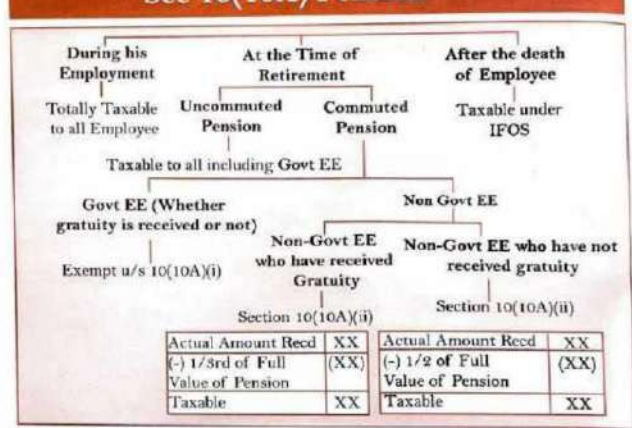 During his Employment
At the Time of Retirement
After the death of Employee
Totally Taxable to all Employee
Uncommuted Pension
Commuted Pension
Taxable under IFOS
Taxable to all including Govt EE
Govt EE (Whether gratuity is received or not)
Non Govt EE
Exempt u/s 10(10A)(i)
Non-Govt EE who have received Gratuity
Non-Govt EE who have not received gratuity
Section 10(10A)(ii)
Section 10(10A)(ii)
Actual Amount Recd XX
(-) 1/3rd of Full Value of Pension (XX)
Taxable XX
Actual Amount Recd XX
(-) 1/2 of Full Value of Pension (XX)
Taxable XX